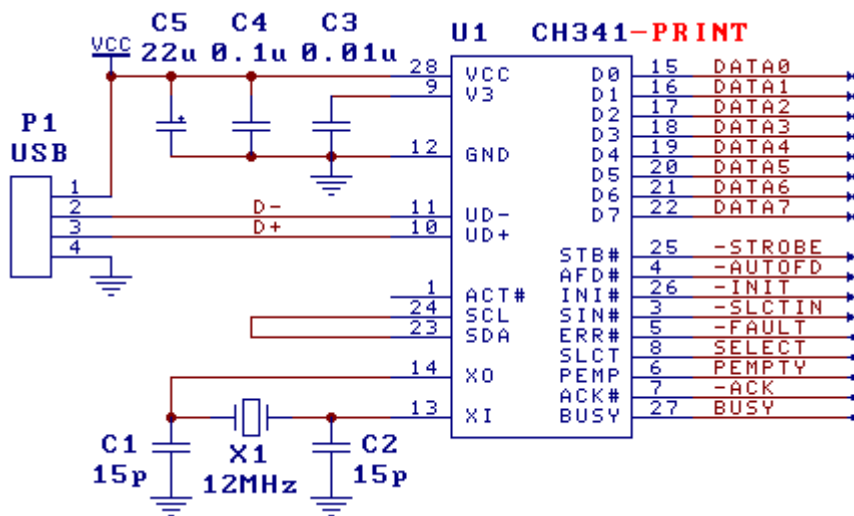 C5 C4 C3 U1 CH341-PRINT
VCC 22u 0.1u 0.01u
28 VCC D0 15 DATA0
9 V3 D1 16 DATA1
D2 17 DATA2
P1 D3 18 DATA3
USB 12 GND D4 19 DATA4
D5 20 DATA5
1 D6 21 DATA6
2 D- 11 UD- D7 22 DATA7
3 D+ 10 UD+
4 STB# 25 -STROBE
AFD# 4 -AUTOFD
1 ACT# INI# 26 -INIT
24 SCL SIN# 3 -SLCTIN
23 SDA ERR# 5 -FAULT
SLCT 8 SELECT
14 XO PEMP 6 PEMPTY
ACK# 7 -ACK
13 XI BUSY 27 BUSY
C1 X1 C2
15p 12MHz 15p